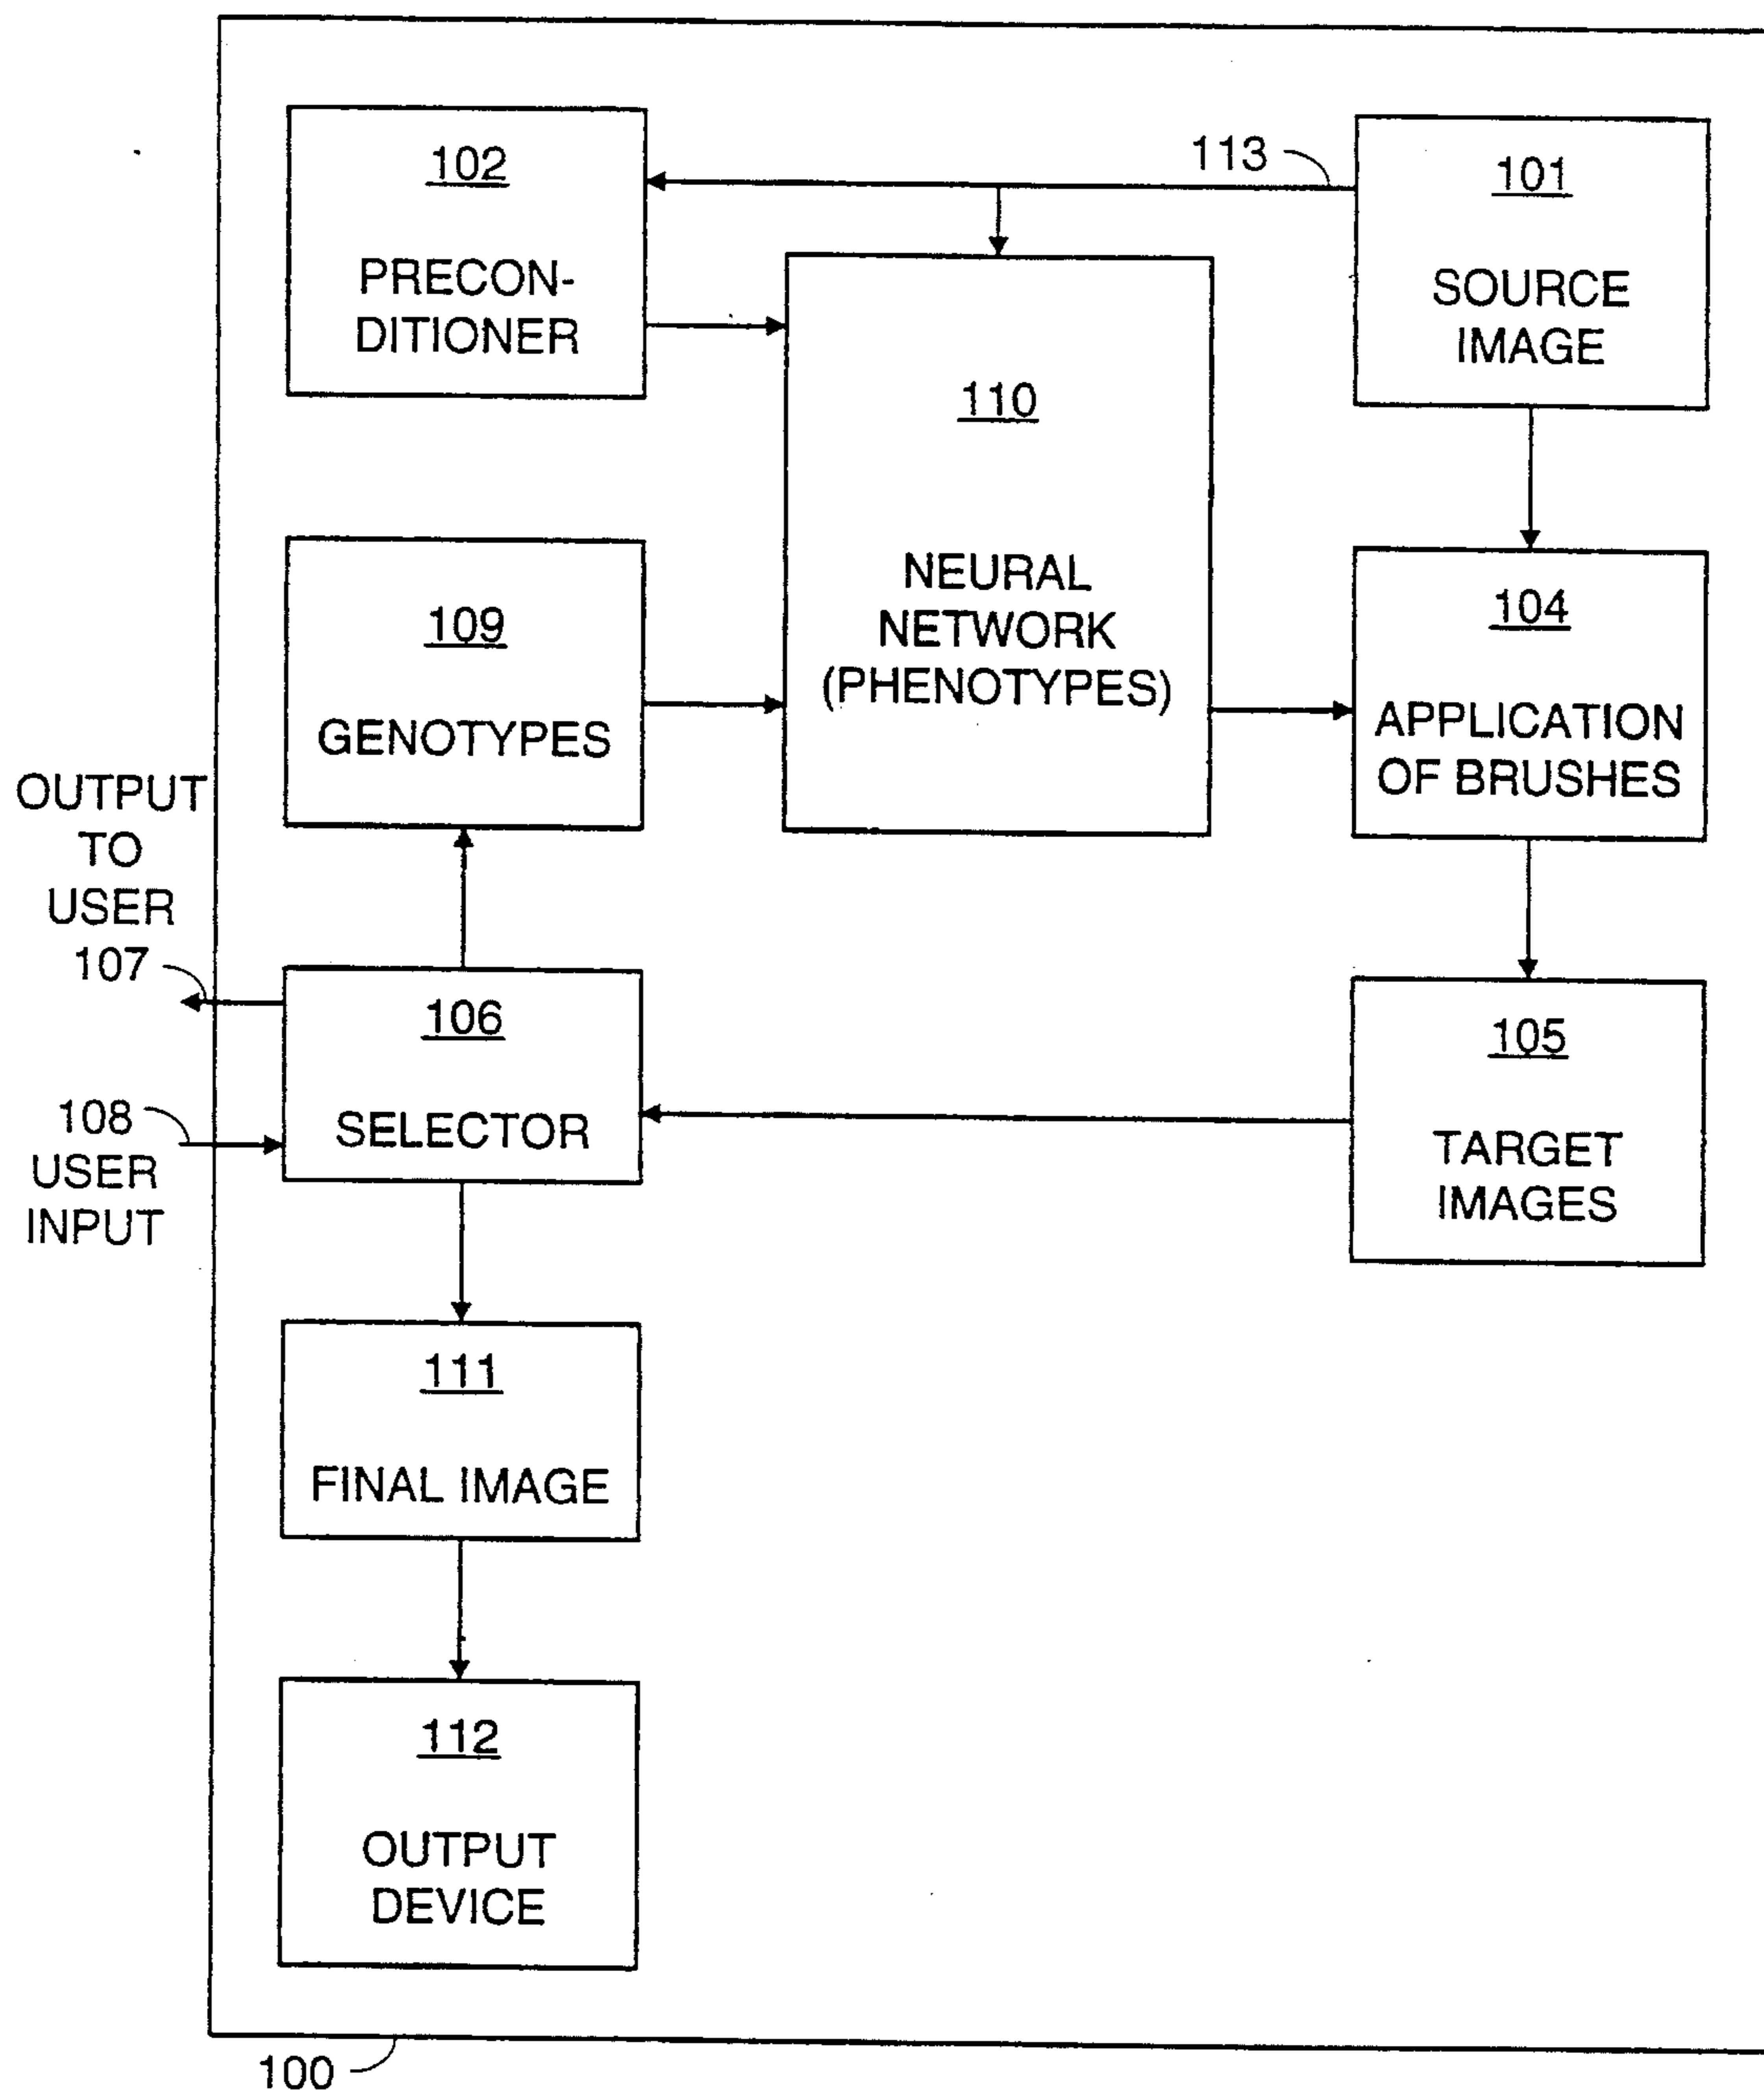 102
PRECON-
DITIONER
113
101
SOURCE
IMAGE
110
NEURAL
NETWORK
(PHENOTYPES)
109
GENOTYPES
104
APPLICATION
OF BRUSHES
OUTPUT
TO
USER
107
106
SELECTOR
105
TARGET
IMAGES
108
USER
INPUT
111
FINAL IMAGE
112
OUTPUT
DEVICE
100